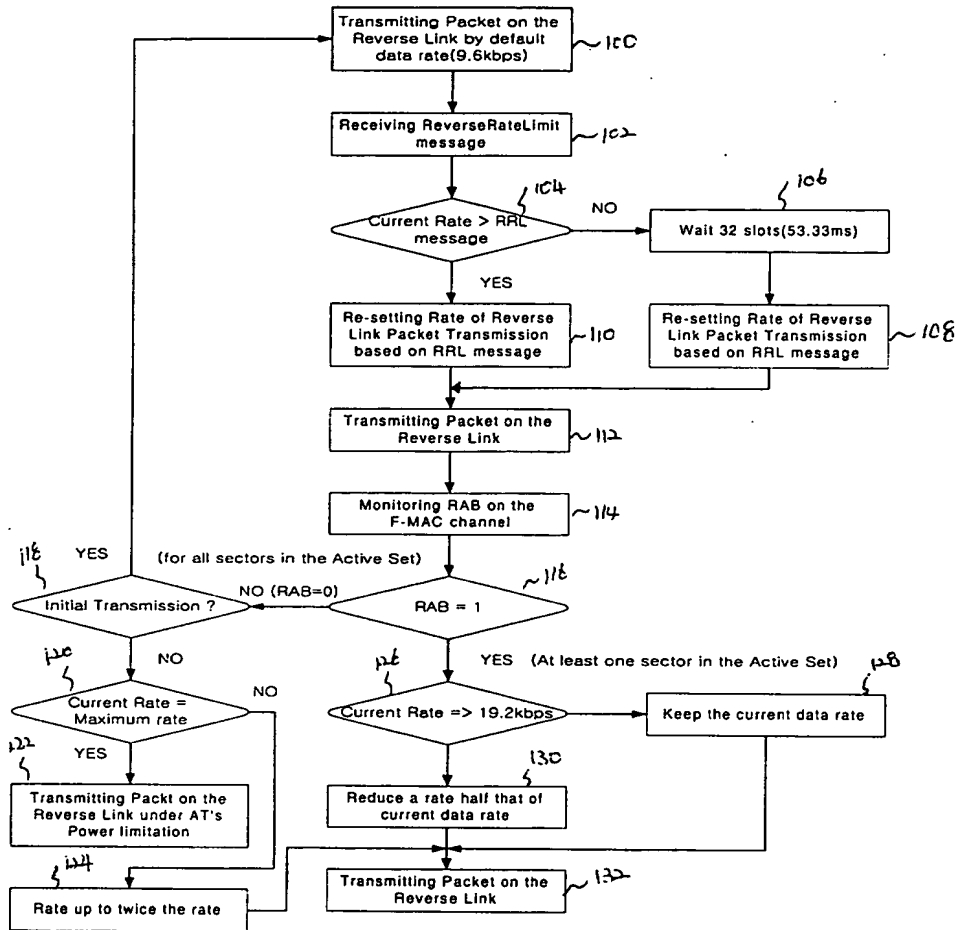 Transmitting Packet on the
Reverse Link by default
data rate(9.6kbps)
100
Receiving ReverseRateLimit
message
102
104
Current Rate > RRL
message
NO
106
Wait 32 slots(53.33ms)
YES
Re-setting Rate of Reverse
Link Packet Transmission
based on RRL message
110
Re-setting Rate of Reverse
Link Packet Transmission
based on RRL message
108
Transmitting Packet on the
Reverse Link
112
Monitoring RAB on the
F-MAC channel
114
118
YES
(for all sectors in the Active Set)
116
Initial Transmission ?
NO (RAB=0)
RAB = 1
120
NO
126
YES
(At least one sector in the Active Set)
128
Current Rate =
Maximum rate
NO
Current Rate => 19.2kbps
Keep the current data rate
122
YES
130
Transmitting Packt on the
Reverse Link under AT's
Power limitation
Reduce a rate half that of
current data rate
124
Rate up to twice the rate
Transmitting Packet on the
Reverse Link
132